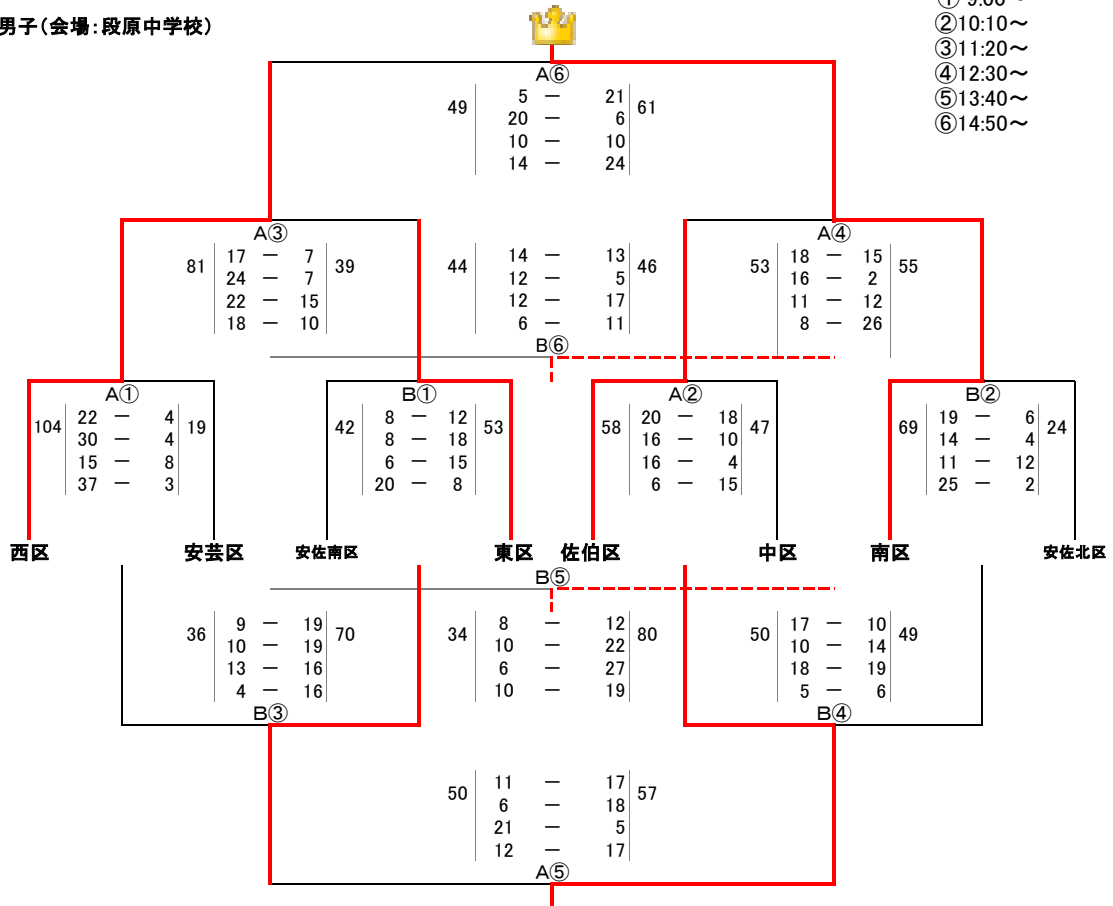 男子(会場:段原中学校)
① 9:00～
②10:10～
③11:20～
④12:30～
⑤13:40～
⑥14:50～
A⑥
49 5 － 21 61
20 － 6
10 － 10
14 － 24
A③
81 17 － 7 39
24 － 7
22 － 15
18 － 10
44 14 － 13 46
12 － 5
12 － 17
6 － 11
B⑥
A④
53 18 － 15 55
16 － 2
11 － 12
8 － 26
A①
104 22 － 4 19
30 － 4
15 － 8
37 － 3
B①
42 8 － 12 53
8 － 18
6 － 15
20 － 8
A②
58 20 － 18 47
16 － 10
16 － 4
6 － 15
B②
69 19 － 6 24
14 － 4
11 － 12
25 － 2
西区 安芸区 安佐南区 東区 佐伯区 中区 南区 安佐北区
B⑤
36 9 － 19 70
10 － 19
13 － 16
4 － 16
B③
34 8 － 12 80
10 － 22
6 － 27
10 － 19
50 17 － 10 49
10 － 14
18 － 19
5 － 6
B④
50 11 － 17 57
6 － 18
21 － 5
12 － 17
A⑤